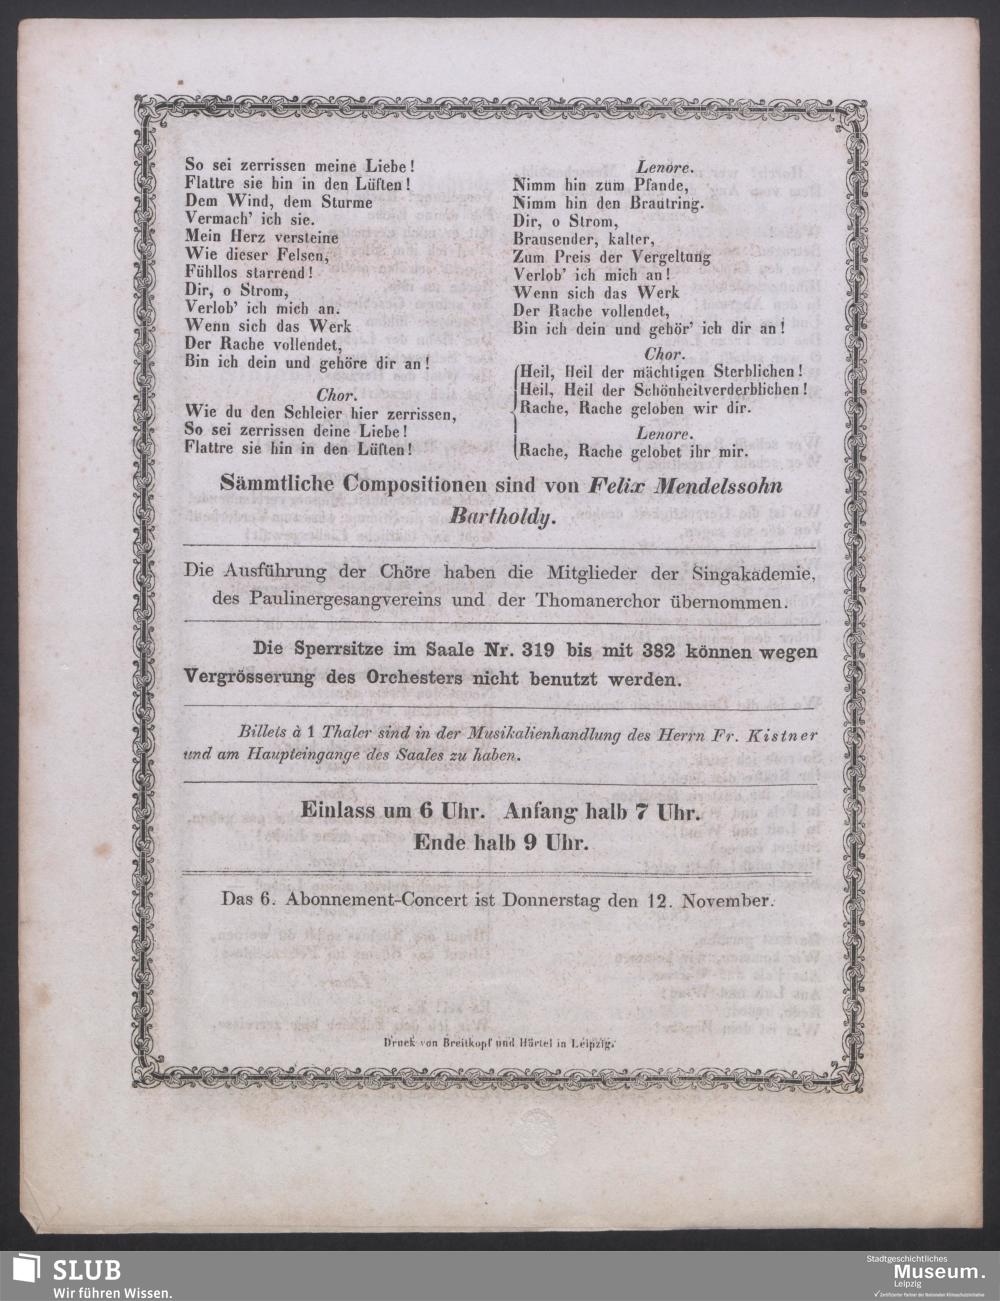 So sei zerrissen meine Liebe!
Flattre sie hin in den Lüften!
Dem Wind, dem Sturme
Vermach' ich sie.
Mein Herz versteine
Wie dieser Felsen,
Fühllos starrend!
Dir, o Strom,
Verlob' ich mich an.
Wenn sich das Werk
Der Rache vollendet,
Bin ich dein und gehöre dir an!
Chor.
Wie du den Schleier hier zerrissen,
So sei zerrissen deine Liebe!
Flattre sie hin in den Lüften!
Lenore.
Nimm hin zum Pfande,
Nimm hin den Brautring.
Dir, o Strom,
Brausender, kalter,
Zum Preis der Vergeltung
Verlob' ich mich an!
Wenn sich das Werk
Der Rache vollendet,
Bin ich dein und gehör' ich dir an!
Chor.
Heil, Heil der mächtigen Sterblichen!
Heil, Heil der Schönheitverderblichen!
Rache, Rache geloben wir dir.
Lenore.
Rache, Rache gelobet ihr mir.
Sämmtliche Compositionen sind von Felix Mendelssohn
Bartholdy.
Die Ausführung der Chöre haben die Mitglieder der Singakademie,
des Paulinergesangvereins und der Thomanerchor übernommen.
Die Sperrsitze im Saale Nr. 319 bis mit 382 können wegen
Vergrösserung des Orchesters nicht benutzt werden.
Billets à 1 Thaler sind in der Musikalienhandlung des Herrn Fr. Kistner
und am Haupteingange des Saales zu haben.
Einlass um 6 Uhr. Anfang halb 7 Uhr.
Ende halb 9 Uhr.
Das 6. Abonnement-Concert ist Donnerstag den 12. November.
Druck von Breitkopf und Härtel in Leipzig.
SLUB
Wir führen Wissen.
Stadtgeschichtliches
Museum.
Leipzig
Zertifizierter Partner der Nationalen Klimaschutzinitiative